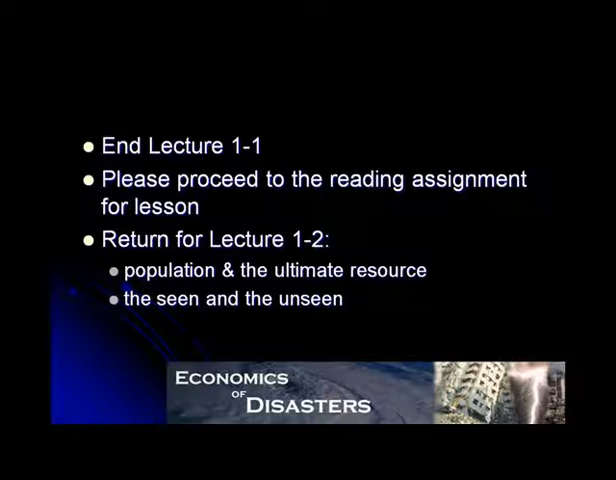 End Lecture 1-1
Please proceed to the reading assignment
for lesson
Return for Lecture 1-2:
population & the ultimate resource
the seen and the unseen
ECONOMICS
OF
DISASTERS